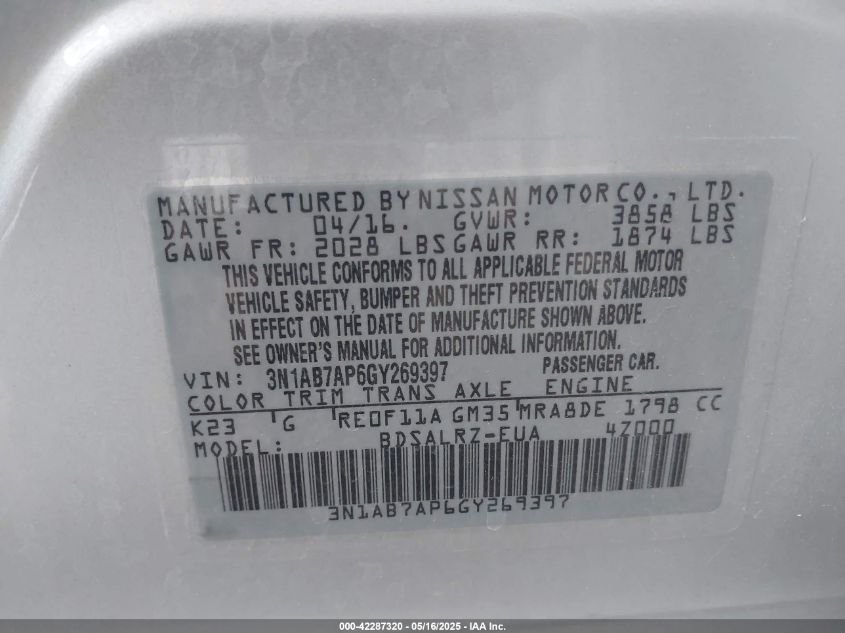 MANUFACTURED BY NISSAN MOTOR CO., LTD.
DATE: 04/16. GVWR: 3858 LBS
GAWR FR: 2028 LBS GAWR RR: 1874 LBS
THIS VEHICLE CONFORMS TO ALL APPLICABLE FEDERAL MOTOR
VEHICLE SAFETY, BUMPER AND THEFT PREVENTION STANDARDS
IN EFFECT ON THE DATE OF MANUFACTURE SHOWN ABOVE.
SEE OWNER'S MANUAL FOR ADDITIONAL INFORMATION.
VIN: 3N1AB7AP6GY269397 PASSENGER CAR.
COLOR TRIM TRANS AXLE ENGINE
K23 G RE0F11A GM35 MRA8DE 1798 CC
MODEL: BDSALRZ-EUA 4Z000
3N1AB7AP6GY269397
000-42287320 - 05/16/2025 - IAA Inc.